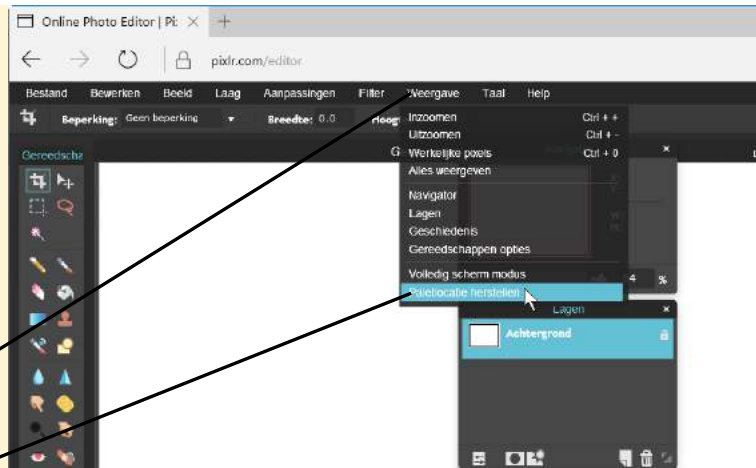 Online Photo Editor | Pi:
pixlr.com/editor
Bestand Bewerken Beeld Laag Aanpassingen Filter Weergave Taal Help
Beperking: Geen beperking Breedte: 0.0 Hoog
Inzoomen Ctrl + +
Uitzoomen Ctrl + -
Gereedscha
Werkelijke pixels Ctrl + 0
Alles weergeven
Navigator
Lagen
Geschiedenis
Gereedschappen opties
Volledig scherm modus
4 %
Paletlocatie herstellen
Lagen
Achtergrond